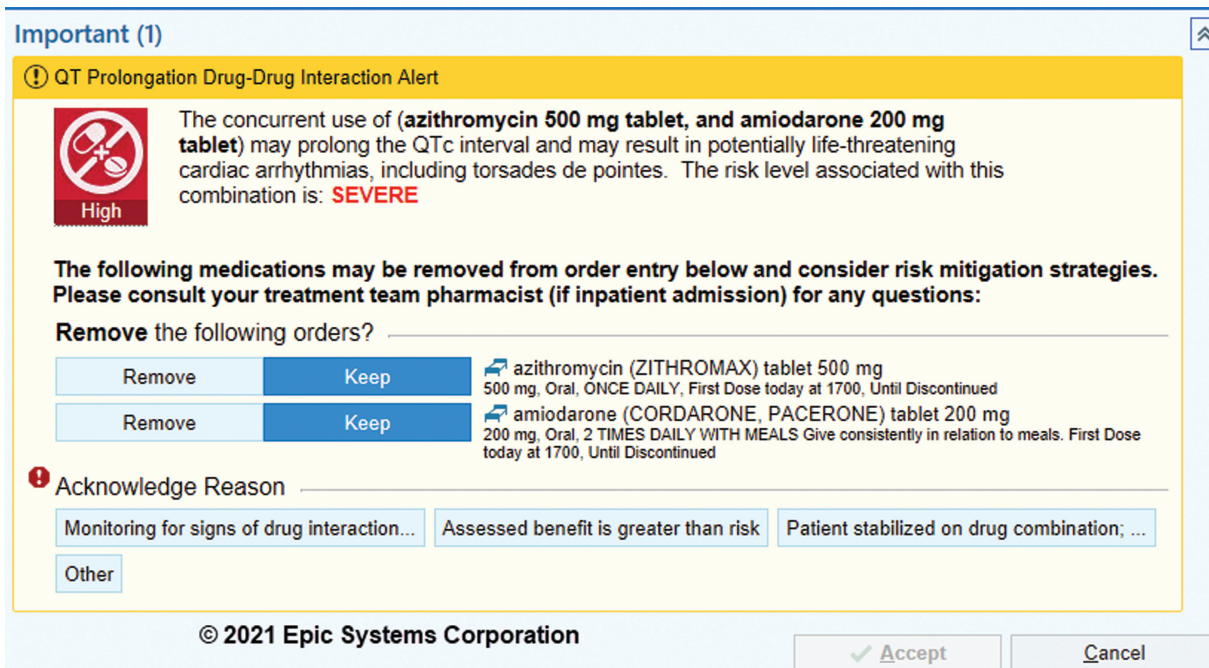 Important (1)
QT Prolongation Drug-Drug Interaction Alert
The concurrent use of (azithromycin 500 mg tablet, and amiodarone 200 mg
tablet) may prolong the QTc interval and may result in potentially life-threatening
cardiac arrhythmias, including torsades de pointes. The risk level associated with this
combination is: SEVERE
High
The following medications may be removed from order entry below and consider risk mitigation strategies.
Please consult your treatment team pharmacist (if inpatient admission) for any questions:
Remove the following orders?
Remove Keep azithromycin (ZITHROMAX) tablet 500 mg
500 mg, Oral, ONCE DAILY, First Dose today at 1700, Until Discontinued
Remove Keep amiodarone (CORDARONE, PACERONE) tablet 200 mg
200 mg, Oral, 2 TIMES DAILY WITH MEALS Give consistently in relation to meals. First Dose
today at 1700, Until Discontinued
Acknowledge Reason
Monitoring for signs of drug interaction... Assessed benefit is greater than risk Patient stabilized on drug combination; ...
Other
© 2021 Epic Systems Corporation
Accept Cancel